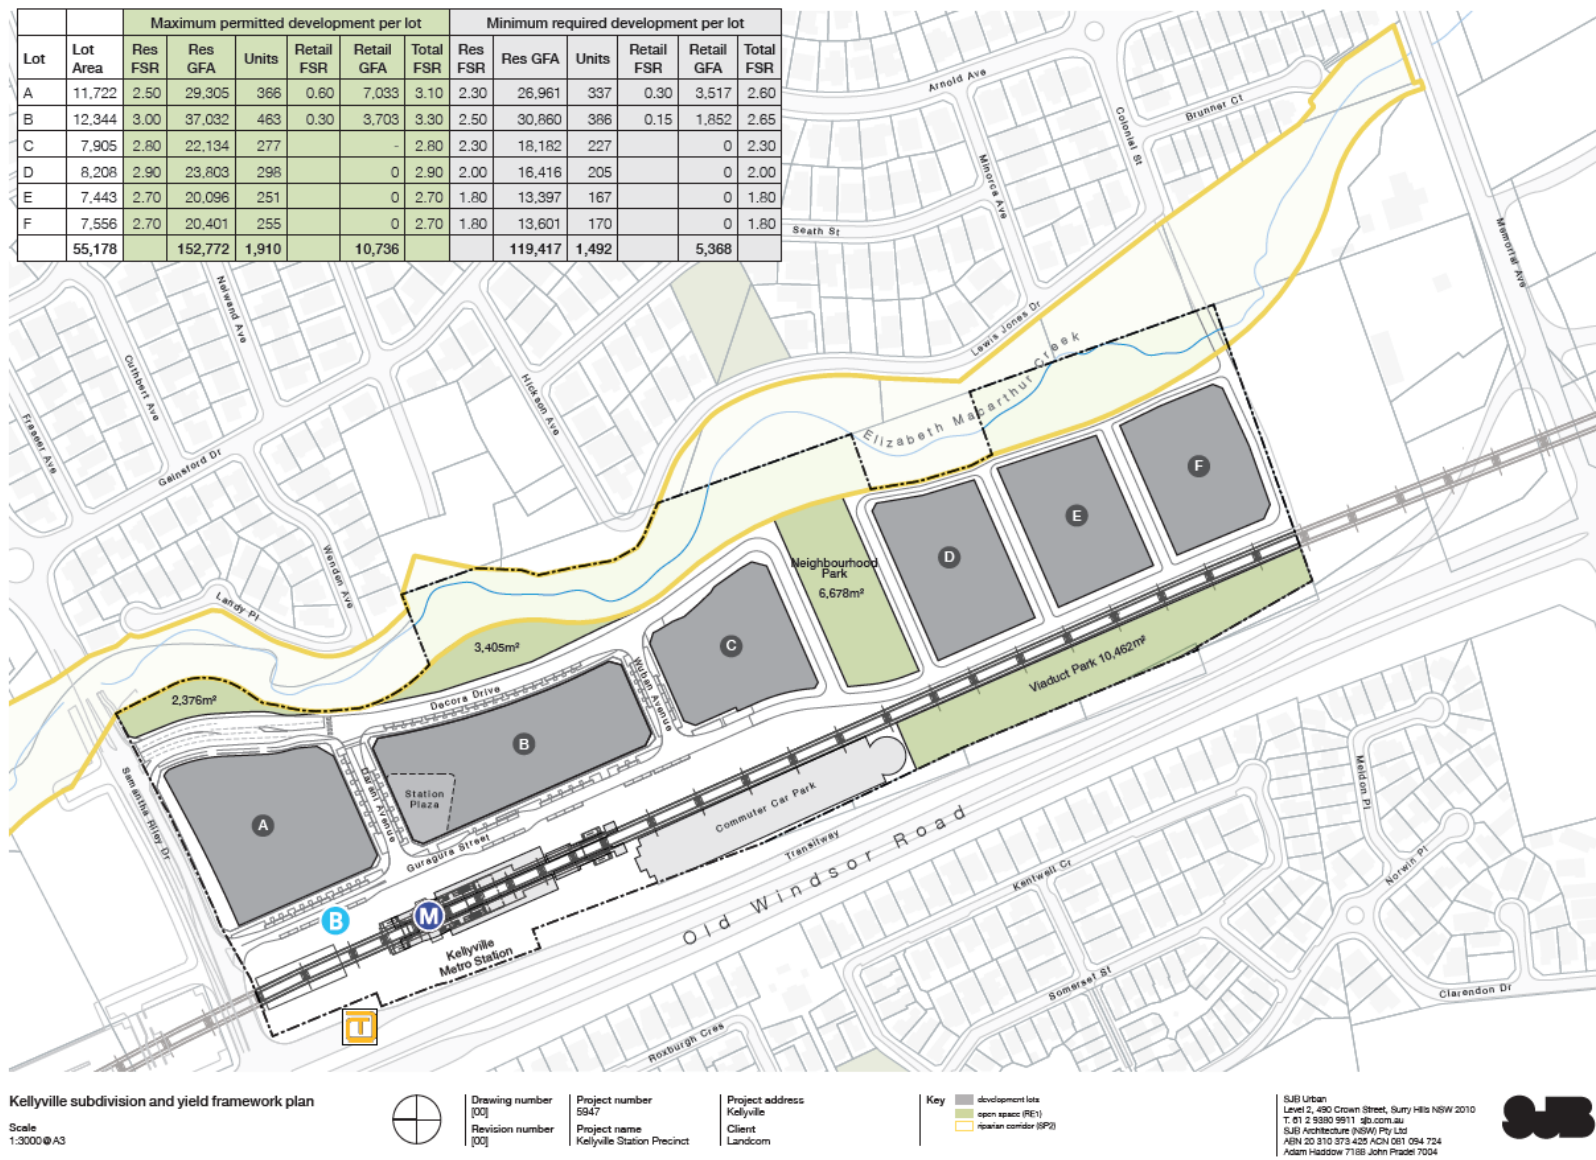 Maximum permitted development per lot Minimum required development per lot
Lot Lot Area Res FSR Res GFA Units Retail FSR Retail GFA Total FSR Res FSR Res GFA Units Retail FSR Retail GFA Total FSR
A 11,722 2.50 29,305 366 0.60 7,033 3.10 2.30 26,961 337 0.30 3,517 2.60
B 12,344 3.00 37,032 463 0.30 3,703 3.30 2.50 30,860 386 0.15 1,852 2.65
C 7,905 2.80 22,134 277 - 2.80 2.30 18,182 227 0 2.30
D 8,208 2.90 23,803 298 0 2.90 2.00 16,416 205 0 2.00
E 7,443 2.70 20,096 251 0 2.70 1.80 13,397 167 0 1.80
F 7,556 2.70 20,401 255 0 2.70 1.80 13,601 170 0 1.80
55,178 152,772 1,910 10,736 119,417 1,492 5,368
Arnold Ave
Brunner Ct
Colonial St
Minorca Ave
Seath St
Memorial Ave
Lewis Jones Dr
Nolwand Ave
Cuthbert Ave
Hickson Ave
Fraser Ave
Gainsford Dr
Wenden Ave
Landy Pl
Elizabeth Macarthur Creek
F
E
D
Neighbourhood
Park
6,678m²
C
3,405m²
2,376m²
Decora Drive
Wuban Avenue
Viaduct Park 10,462m²
B
Station
Plaza
A
Darani Avenue
Guragura Street
Samantha Riley Dr
Commuter Car Park
Transitway
Old Windsor Road
B
M
Kellyville
Metro Station
T
Meldon Pl
Norwin Pl
Kentwell Cr
Somerset St
Clarendon Dr
Roxburgh Cres
Kellyville subdivision and yield framework plan
Scale
1:3000@A3
Drawing number
[00]
Revision number
[00]
Project number
5947
Project name
Kellyville Station Precinct
Project address
Kellyville
Client
Landcom
Key
development lots
open space (RE1)
riparian corridor (SP2)
SJB Urban
Level 2, 490 Crown Street, Surry Hills NSW 2010
T. 61 2 9380 9911 sjb.com.au
SJB Architecture (NSW) Pty Ltd
ABN 20 310 373 425 ACN 081 094 724
Adam Haddow 7188 John Pradel 7004
SJB